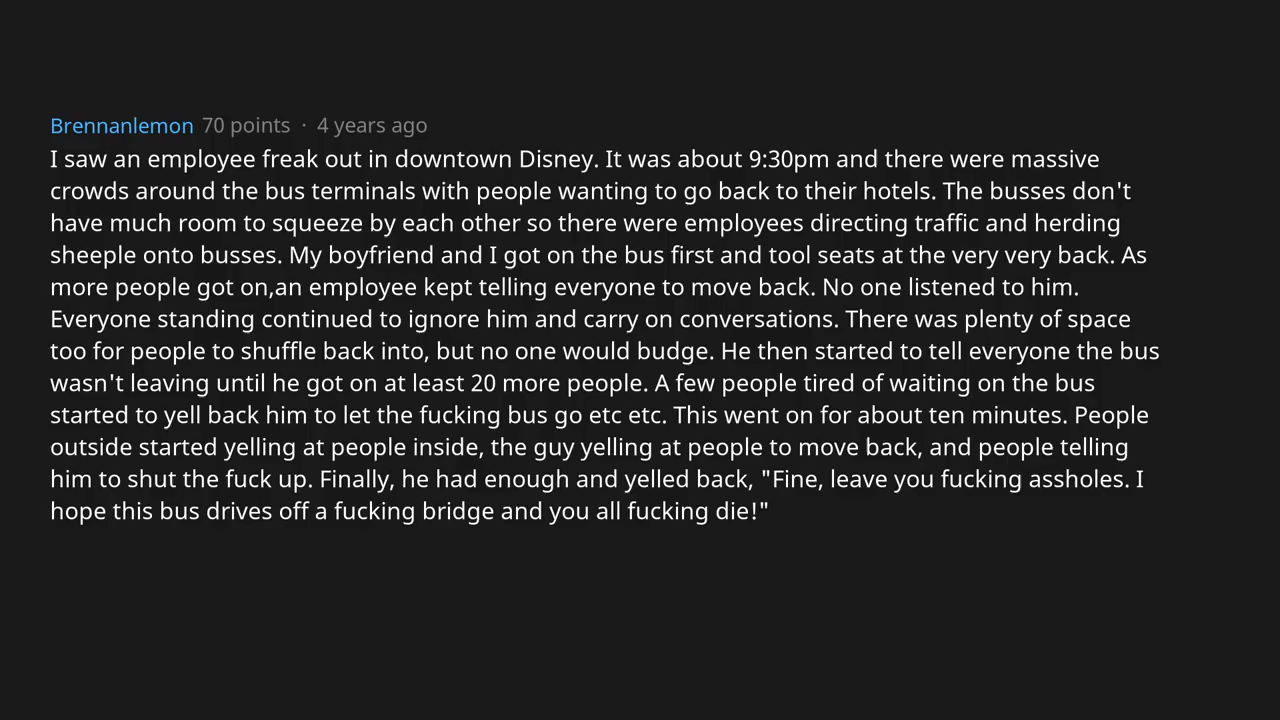 Brennanlemon 70 points · 4 years ago
I saw an employee freak out in downtown Disney. It was about 9:30pm and there were massive
crowds around the bus terminals with people wanting to go back to their hotels. The busses don't
have much room to squeeze by each other so there were employees directing traffic and herding
sheeple onto busses. My boyfriend and I got on the bus first and tool seats at the very very back. As
more people got on,an employee kept telling everyone to move back. No one listened to him.
Everyone standing continued to ignore him and carry on conversations. There was plenty of space
too for people to shuffle back into, but no one would budge. He then started to tell everyone the bus
wasn't leaving until he got on at least 20 more people. A few people tired of waiting on the bus
started to yell back him to let the fucking bus go etc etc. This went on for about ten minutes. People
outside started yelling at people inside, the guy yelling at people to move back, and people telling
him to shut the fuck up. Finally, he had enough and yelled back, "Fine, leave you fucking assholes. I
hope this bus drives off a fucking bridge and you all fucking die!"